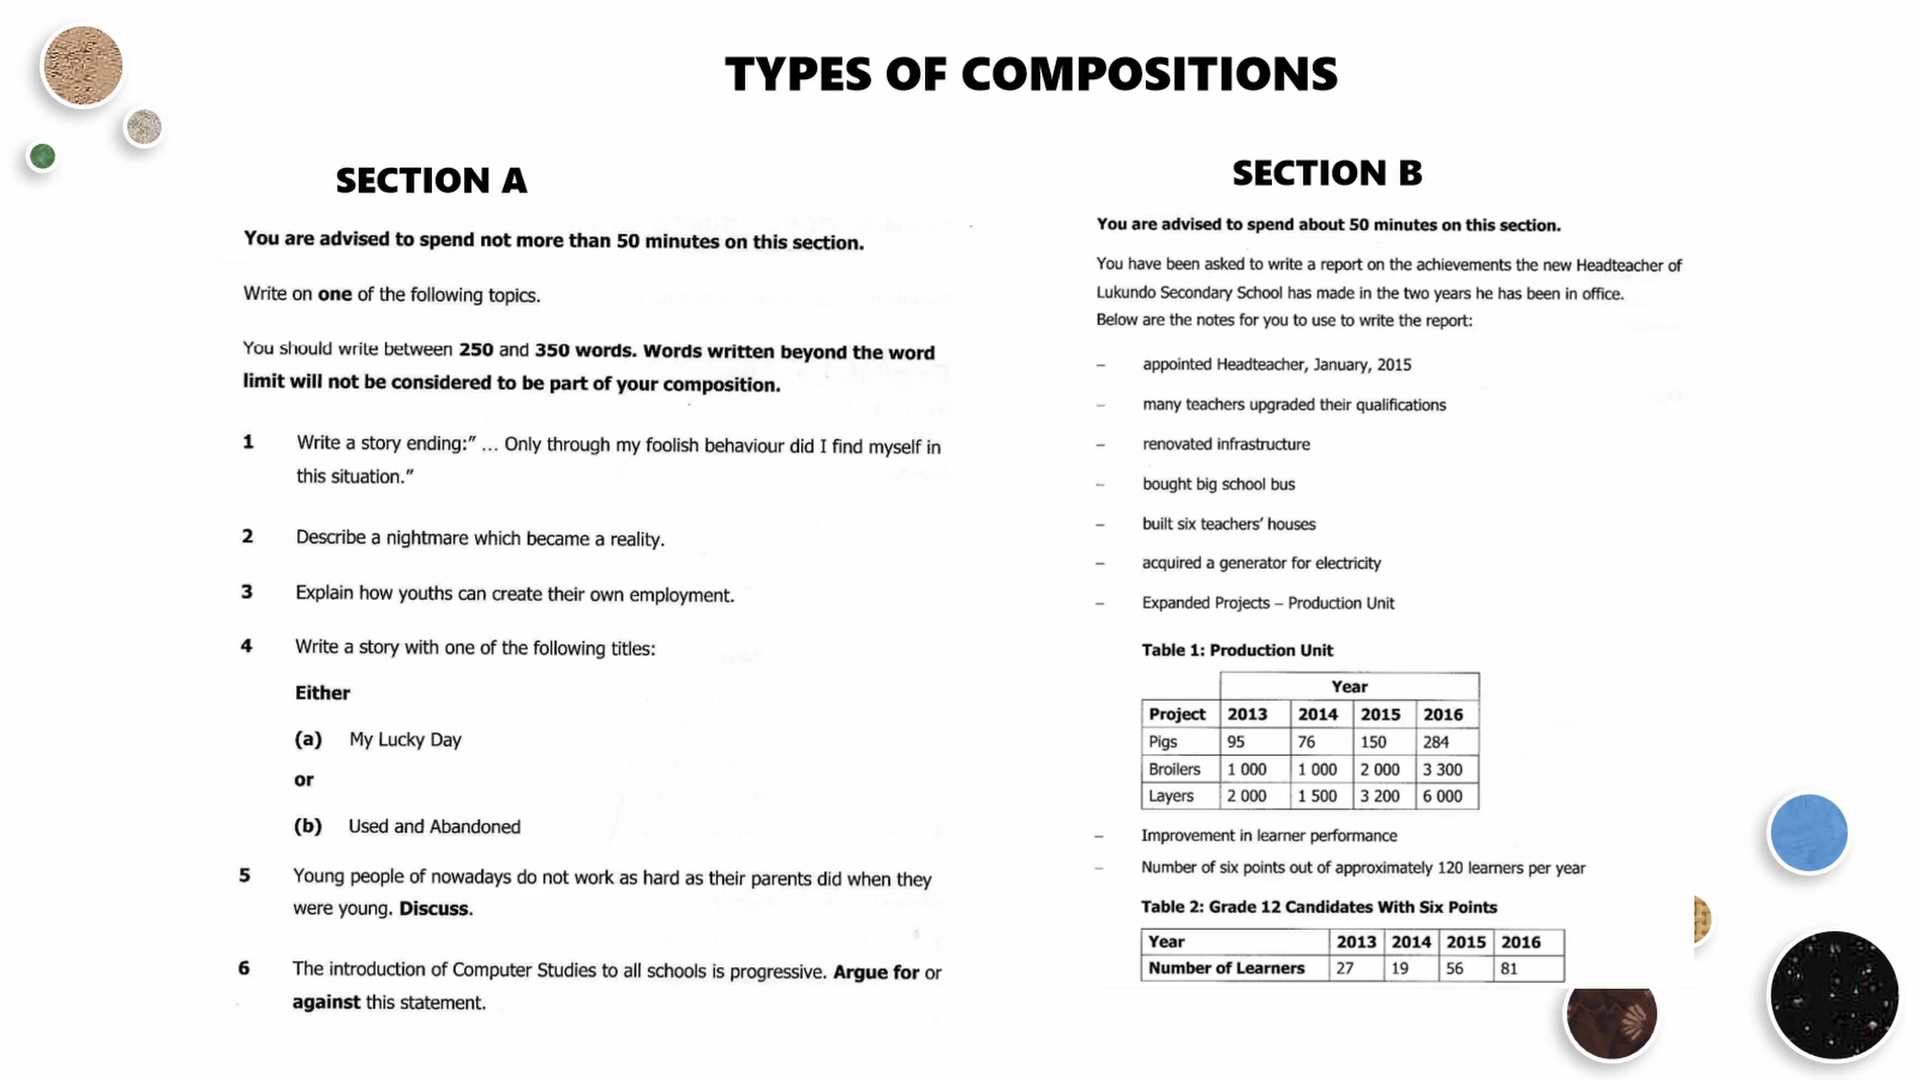 TYPES OF COMPOSITIONS
SECTION A
You are advised to spend not more than 50 minutes on this section.
Write on one of the following topics.
You should write between 250 and 350 words. Words written beyond the word
limit will not be considered to be part of your composition.
1 Write a story ending:” ... Only through my foolish behaviour did I find myself in
this situation.”
2 Describe a nightmare which became a reality.
3 Explain how youths can create their own employment.
4 Write a story with one of the following titles:
Either
(a) My Lucky Day
or
(b) Used and Abandoned
5 Young people of nowadays do not work as hard as their parents did when they
were young. Discuss.
6 The introduction of Computer Studies to all schools is progressive. Argue for or
against this statement.
SECTION B
You are advised to spend about 50 minutes on this section.
You have been asked to write a report on the achievements the new Headteacher of
Lukundo Secondary School has made in the two years he has been in office.
Below are the notes for you to use to write the report:
– appointed Headteacher, January, 2015
– many teachers upgraded their qualifications
– renovated infrastructure
– bought big school bus
– built six teachers’ houses
– acquired a generator for electricity
– Expanded Projects – Production Unit
Table 1: Production Unit
Year
Project 2013 2014 2015 2016
Pigs 95 76 150 284
Broilers 1 000 1 000 2 000 3 300
Layers 2 000 1 500 3 200 6 000
– Improvement in learner performance
– Number of six points out of approximately 120 learners per year
Table 2: Grade 12 Candidates With Six Points
Year 2013 2014 2015 2016
Number of Learners 27 19 56 81